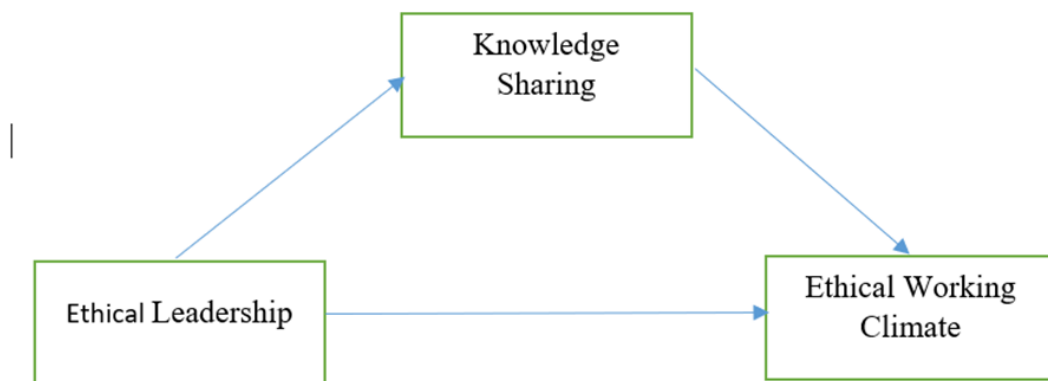 Knowledge
Sharing
Ethical Leadership
Ethical Working
Climate